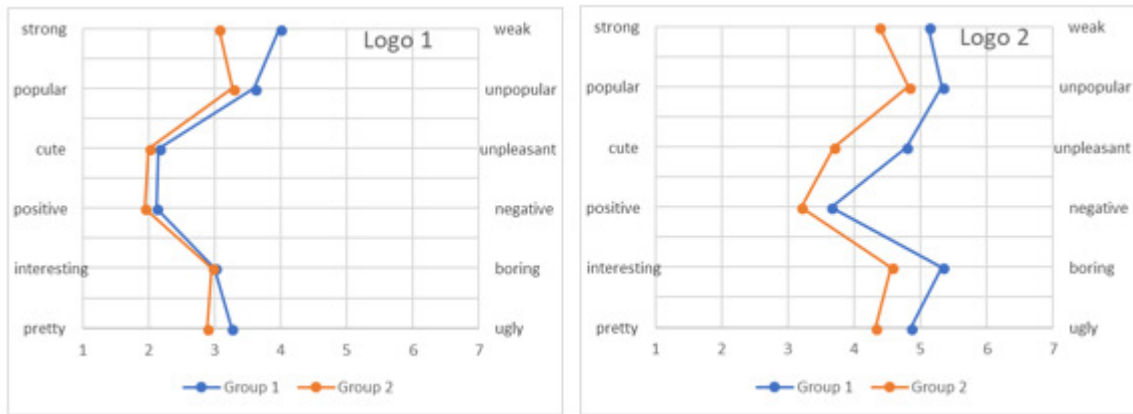 Logo 1
strong weak
popular unpopular
cute unpleasant
positive negative
interesting boring
pretty ugly
1 2 3 4 5 6 7
Group 1 Group 2
Logo 2
strong weak
popular unpopular
cute unpleasant
positive negative
interesting boring
pretty ugly
1 2 3 4 5 6 7
Group 1 Group 2